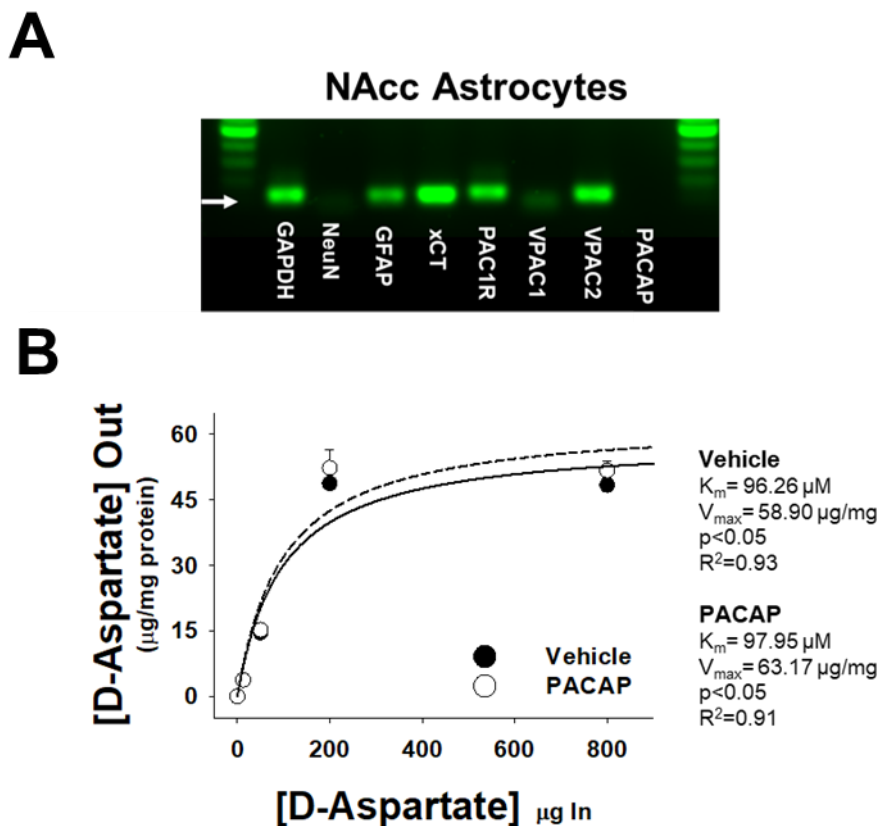 A
NAcc Astrocytes
GAPDH
NeuN
GFAP
xCT
PAC1R
VPAC1
VPAC2
PACAP
B
[D-Aspartate] Out
(µg/mg protein)
60
45
30
15
0
0
200
400
600
800
[D-Aspartate] µg In
Vehicle
PACAP
Vehicle
Km= 96.26 µM
Vmax= 58.90 µg/mg
p<0.05
R²=0.93
PACAP
Km= 97.95 µM
Vmax= 63.17 µg/mg
p<0.05
R²=0.91